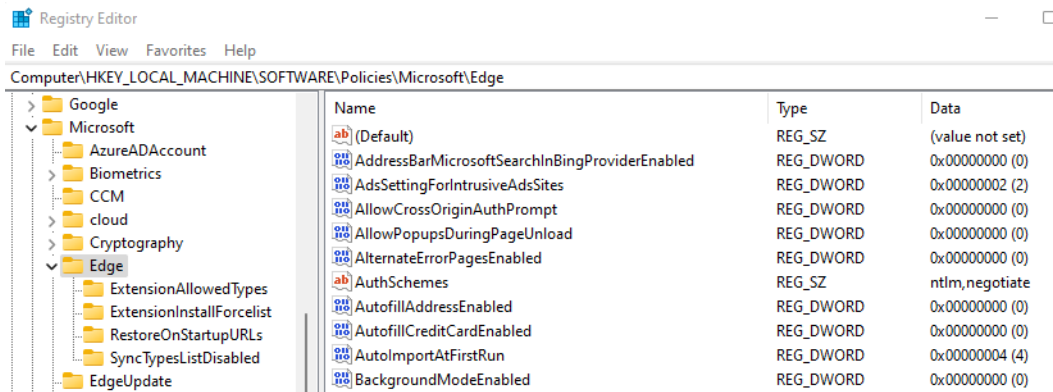 Registry Editor
File Edit View Favorites Help
Computer\HKEY_LOCAL_MACHINE\SOFTWARE\Policies\Microsoft\Edge
Google
Microsoft
AzureADAccount
Biometrics
CCM
cloud
Cryptography
Edge
ExtensionAllowedTypes
ExtensionInstallForcelist
RestoreOnStartupURLs
SyncTypesListDisabled
EdgeUpdate
Name Type Data
(Default) REG_SZ (value not set)
AddressBarMicrosoftSearchInBingProviderEnabled REG_DWORD 0x00000000 (0)
AdsSettingForIntrusiveAdsSites REG_DWORD 0x00000002 (2)
AllowCrossOriginAuthPrompt REG_DWORD 0x00000000 (0)
AllowPopupsDuringPageUnload REG_DWORD 0x00000000 (0)
AlternateErrorPagesEnabled REG_DWORD 0x00000000 (0)
AuthSchemes REG_SZ ntlm,negotiate
AutofillAddressEnabled REG_DWORD 0x00000000 (0)
AutofillCreditCardEnabled REG_DWORD 0x00000000 (0)
AutoImportAtFirstRun REG_DWORD 0x00000004 (4)
BackgroundModeEnabled REG_DWORD 0x00000000 (0)